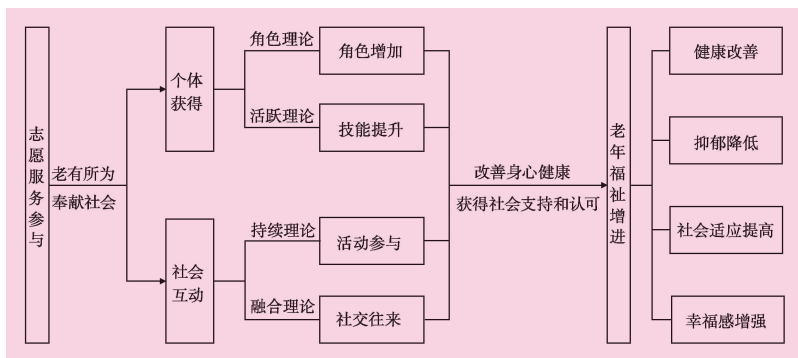 志愿服务参与
老有所为
奉献社会
个体
获得
社会
互动
角色理论
角色增加
活跃理论
技能提升
持续理论
活动参与
融合理论
社交往来
改善身心健康
获得社会支持和认可
老年福祉增进
健康改善
抑郁降低
社会适应提高
幸福感增强